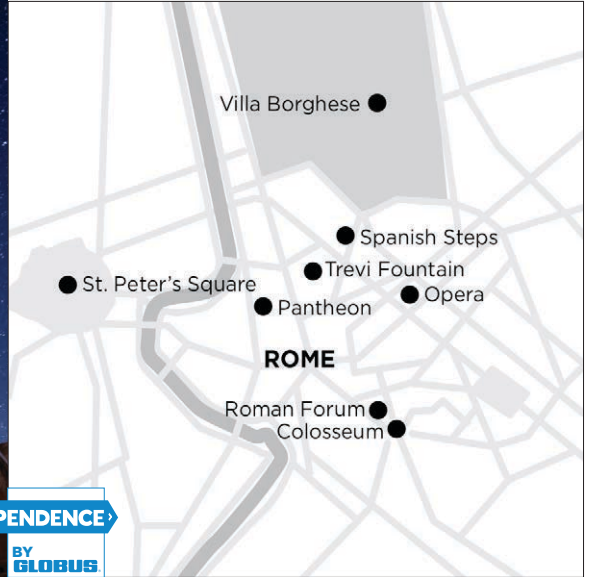 Villa Borghese
Spanish Steps
Trevi Fountain
St. Peter's Square
Opera
Pantheon
ROME
Roman Forum
Colosseum
PENDENCE
BY
GLOBUS.